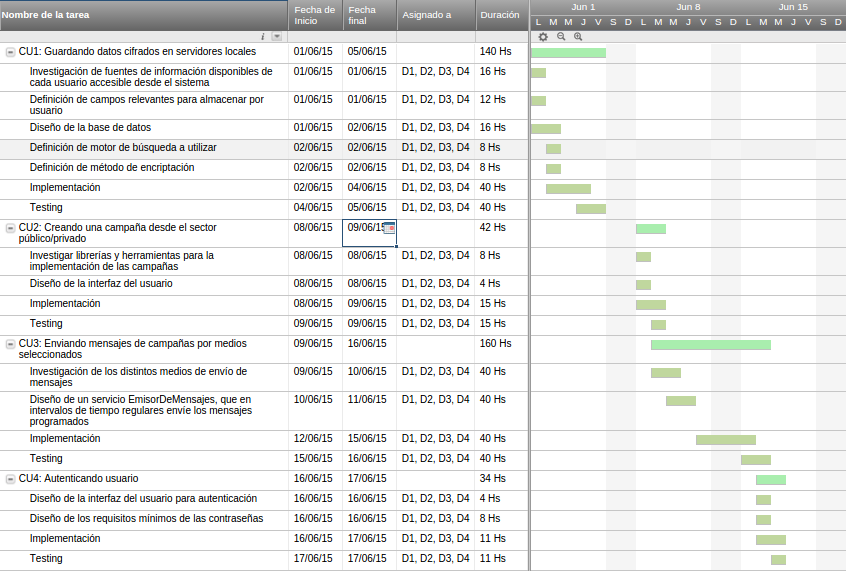 Nombre de la tarea Fecha de Inicio Fecha final Asignado a Duración Jun 1 Jun 8 Jun 15
L M M J V S D L M M J V S D L M M J V S D
i
CU1: Guardando datos cifrados en servidores locales 01/06/15 05/06/15 140 Hs
Investigación de fuentes de información disponibles de 01/06/15 01/06/15 D1, D2, D3, D4 16 Hs
cada usuario accesible desde el sistema
Definición de campos relevantes para almacenar por 01/06/15 01/06/15 D1, D2, D3, D4 12 Hs
usuario
Diseño de la base de datos 01/06/15 02/06/15 D1, D2, D3, D4 16 Hs
Definición de motor de búsqueda a utilizar 02/06/15 02/06/15 D1, D2, D3, D4 8 Hs
Definición de método de encriptación 02/06/15 02/06/15 D1, D2, D3, D4 8 Hs
Implementación 02/06/15 04/06/15 D1, D2, D3, D4 40 Hs
Testing 04/06/15 05/06/15 D1, D2, D3, D4 40 Hs
CU2: Creando una campaña desde el sector 08/06/15 09/06/15 42 Hs
público/privado
Investigar librerías y herramientas para la 08/06/15 08/06/15 D1, D2, D3, D4 8 Hs
implementación de las campañas
Diseño de la interfaz del usuario 08/06/15 08/06/15 D1, D2, D3, D4 4 Hs
Implementación 08/06/15 09/06/15 D1, D2, D3, D4 15 Hs
Testing 09/06/15 09/06/15 D1, D2, D3, D4 15 Hs
CU3: Enviando mensajes de campañas por medios 09/06/15 16/06/15 160 Hs
seleccionados
Investigación de los distintos medios de envío de 09/06/15 10/06/15 D1, D2, D3, D4 40 Hs
mensajes
Diseño de un servicio EmisorDeMensajes, que en 10/06/15 11/06/15 D1, D2, D3, D4 40 Hs
intervalos de tiempo regulares envíe los mensajes
programados
Implementación 12/06/15 15/06/15 D1, D2, D3, D4 40 Hs
Testing 15/06/15 16/06/15 D1, D2, D3, D4 40 Hs
CU4: Autenticando usuario 16/06/15 17/06/15 34 Hs
Diseño de la interfaz del usuario para autenticación 16/06/15 16/06/15 D1, D2, D3, D4 4 Hs
Diseño de los requisitos mínimos de las contraseñas 16/06/15 16/06/15 D1, D2, D3, D4 8 Hs
Implementación 16/06/15 17/06/15 D1, D2, D3, D4 11 Hs
Testing 17/06/15 17/06/15 D1, D2, D3, D4 11 Hs